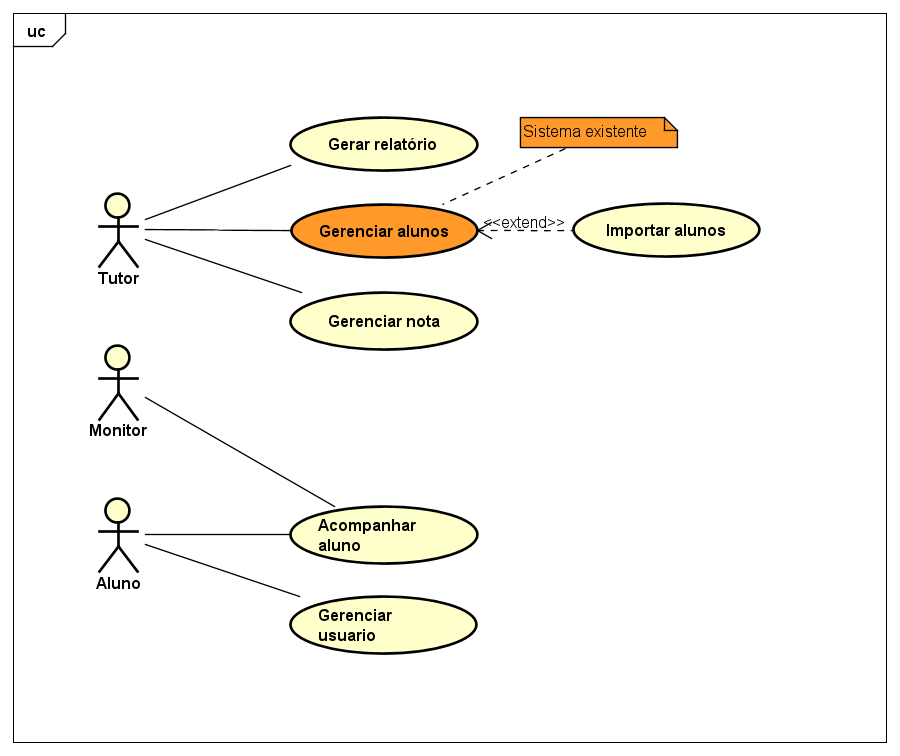 uc
Gerar relatório
Sistema existente
Gerenciar alunos
<<extend>>
Importar alunos
Tutor
Gerenciar nota
Monitor
Acompanhar
aluno
Aluno
Gerenciar
usuario